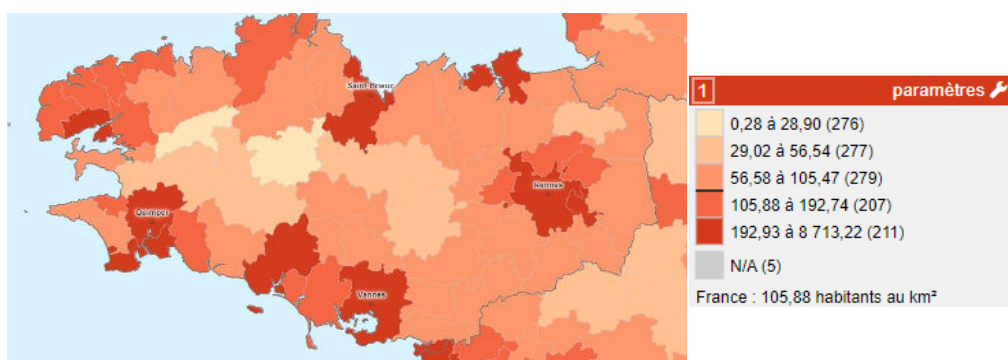 Saint-Brieuc
Rennes
Quimper
Vannes
1 paramètres
0,28 à 28,90 (276)
29,02 à 56,54 (277)
56,58 à 105,47 (279)
105,88 à 192,74 (207)
192,93 à 8 713,22 (211)
N/A (5)
France : 105,88 habitants au km²